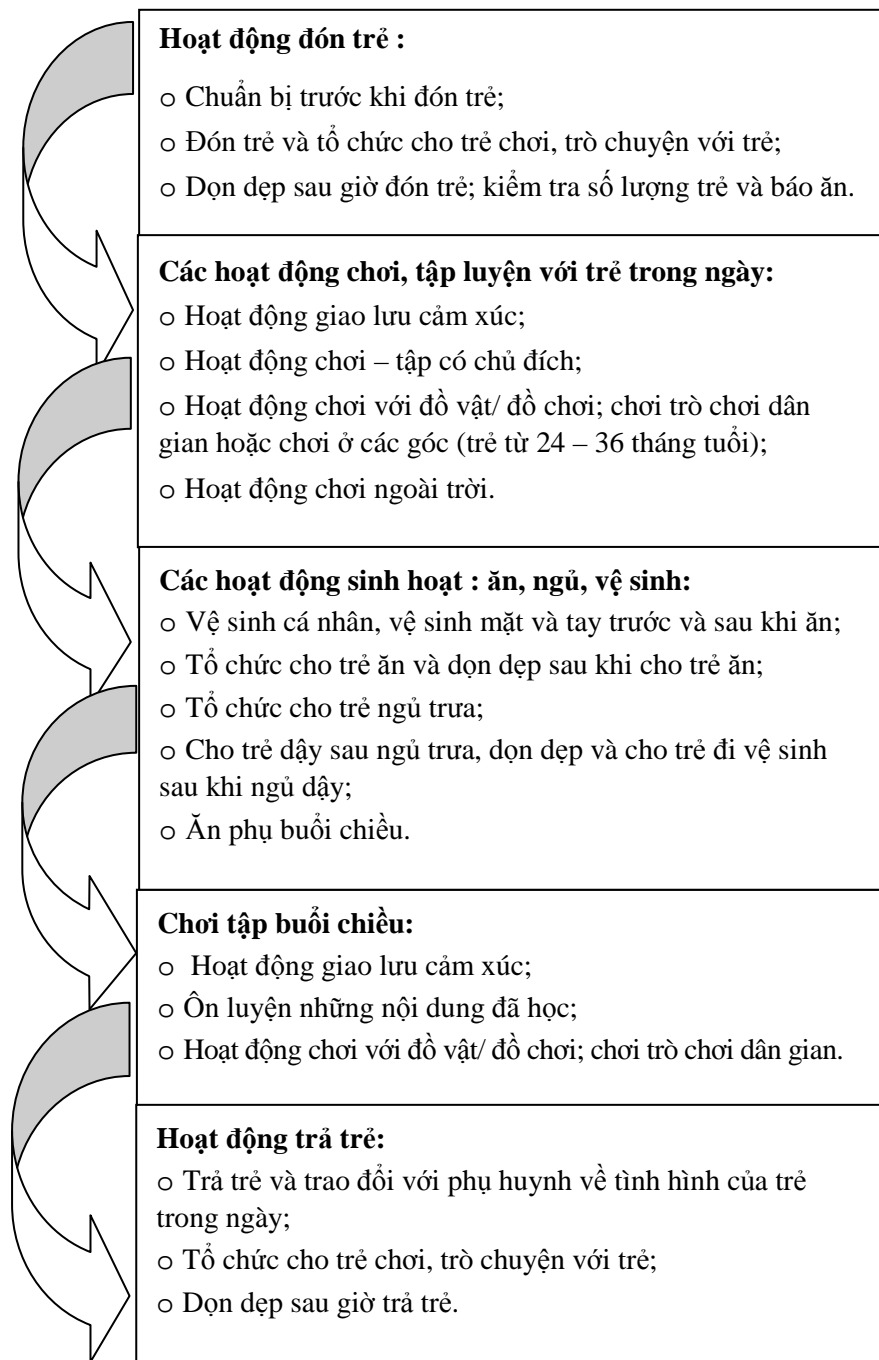 Hoạt động đón trẻ :
o Chuẩn bị trước khi đón trẻ;
o Đón trẻ và tổ chức cho trẻ chơi, trò chuyện với trẻ;
o Dọn dẹp sau giờ đón trẻ; kiểm tra số lượng trẻ và báo ăn.
Các hoạt động chơi, tập luyện với trẻ trong ngày:
o Hoạt động giao lưu cảm xúc;
o Hoạt động chơi – tập có chủ đích;
o Hoạt động chơi với đồ vật/ đồ chơi; chơi trò chơi dân
gian hoặc chơi ở các góc (trẻ từ 24 – 36 tháng tuổi);
o Hoạt động chơi ngoài trời.
Các hoạt động sinh hoạt : ăn, ngủ, vệ sinh:
o Vệ sinh cá nhân, vệ sinh mặt và tay trước và sau khi ăn;
o Tổ chức cho trẻ ăn và dọn dẹp sau khi cho trẻ ăn;
o Tổ chức cho trẻ ngủ trưa;
o Cho trẻ dậy sau ngủ trưa, dọn dẹp và cho trẻ đi vệ sinh
sau khi ngủ dậy;
o Ăn phụ buổi chiều.
Chơi tập buổi chiều:
o Hoạt động giao lưu cảm xúc;
o Ôn luyện những nội dung đã học;
o Hoạt động chơi với đồ vật/ đồ chơi; chơi trò chơi dân gian.
Hoạt động trả trẻ:
o Trả trẻ và trao đổi với phụ huynh về tình hình của trẻ
trong ngày;
o Tổ chức cho trẻ chơi, trò chuyện với trẻ;
o Dọn dẹp sau giờ trả trẻ.